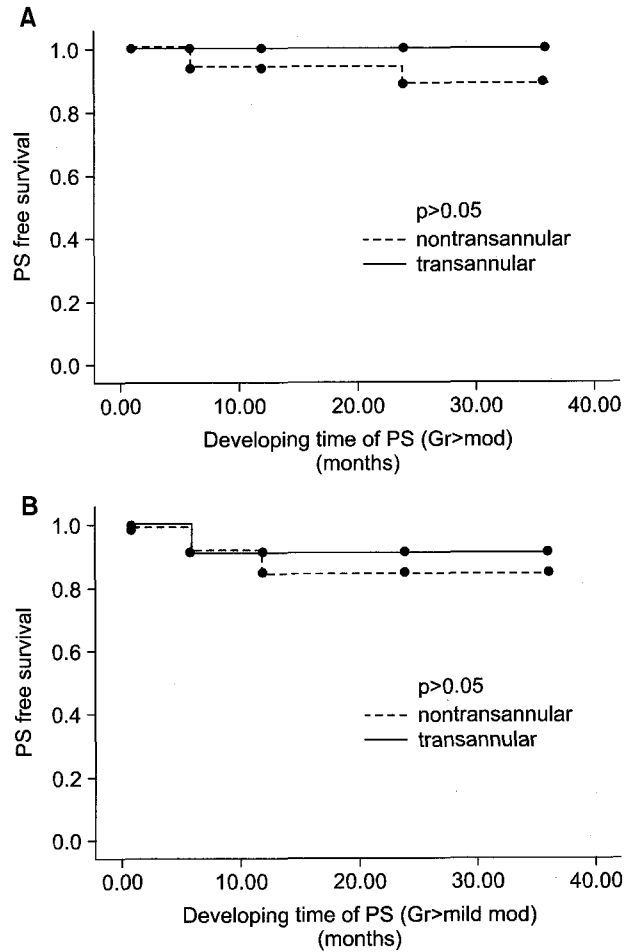 A
1.0
0.8
0.6
0.4
0.2
0.0
PS free survival
p>0.05
nontransannular
transannular
0.00 10.00 20.00 30.00 40.00
Developing time of PS (Gr>mod)
(months)
B
1.0
0.8
0.6
0.4
0.2
0.0
PS free survival
p>0.05
nontransannular
transannular
0.00 10.00 20.00 30.00 40.00
Developing time of PS (Gr>mild mod)
(months)